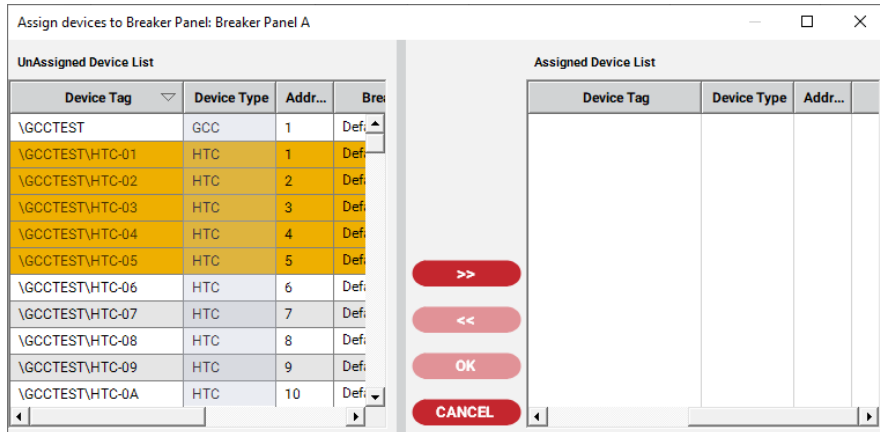 Assign devices to Breaker Panel: Breaker Panel A
UnAssigned Device List
Device Tag Device Type Addr...
\GCCTEST GCC 1
\GCCTEST\HTC-01 HTC 1
\GCCTEST\HTC-02 HTC 2
\GCCTEST\HTC-03 HTC 3
\GCCTEST\HTC-04 HTC 4
\GCCTEST\HTC-05 HTC 5
\GCCTEST\HTC-06 HTC 6
\GCCTEST\HTC-07 HTC 7
\GCCTEST\HTC-08 HTC 8
\GCCTEST\HTC-09 HTC 9
\GCCTEST\HTC-0A HTC 10
>>
<<
OK
CANCEL
Assigned Device List
Device Tag Device Type Addr...